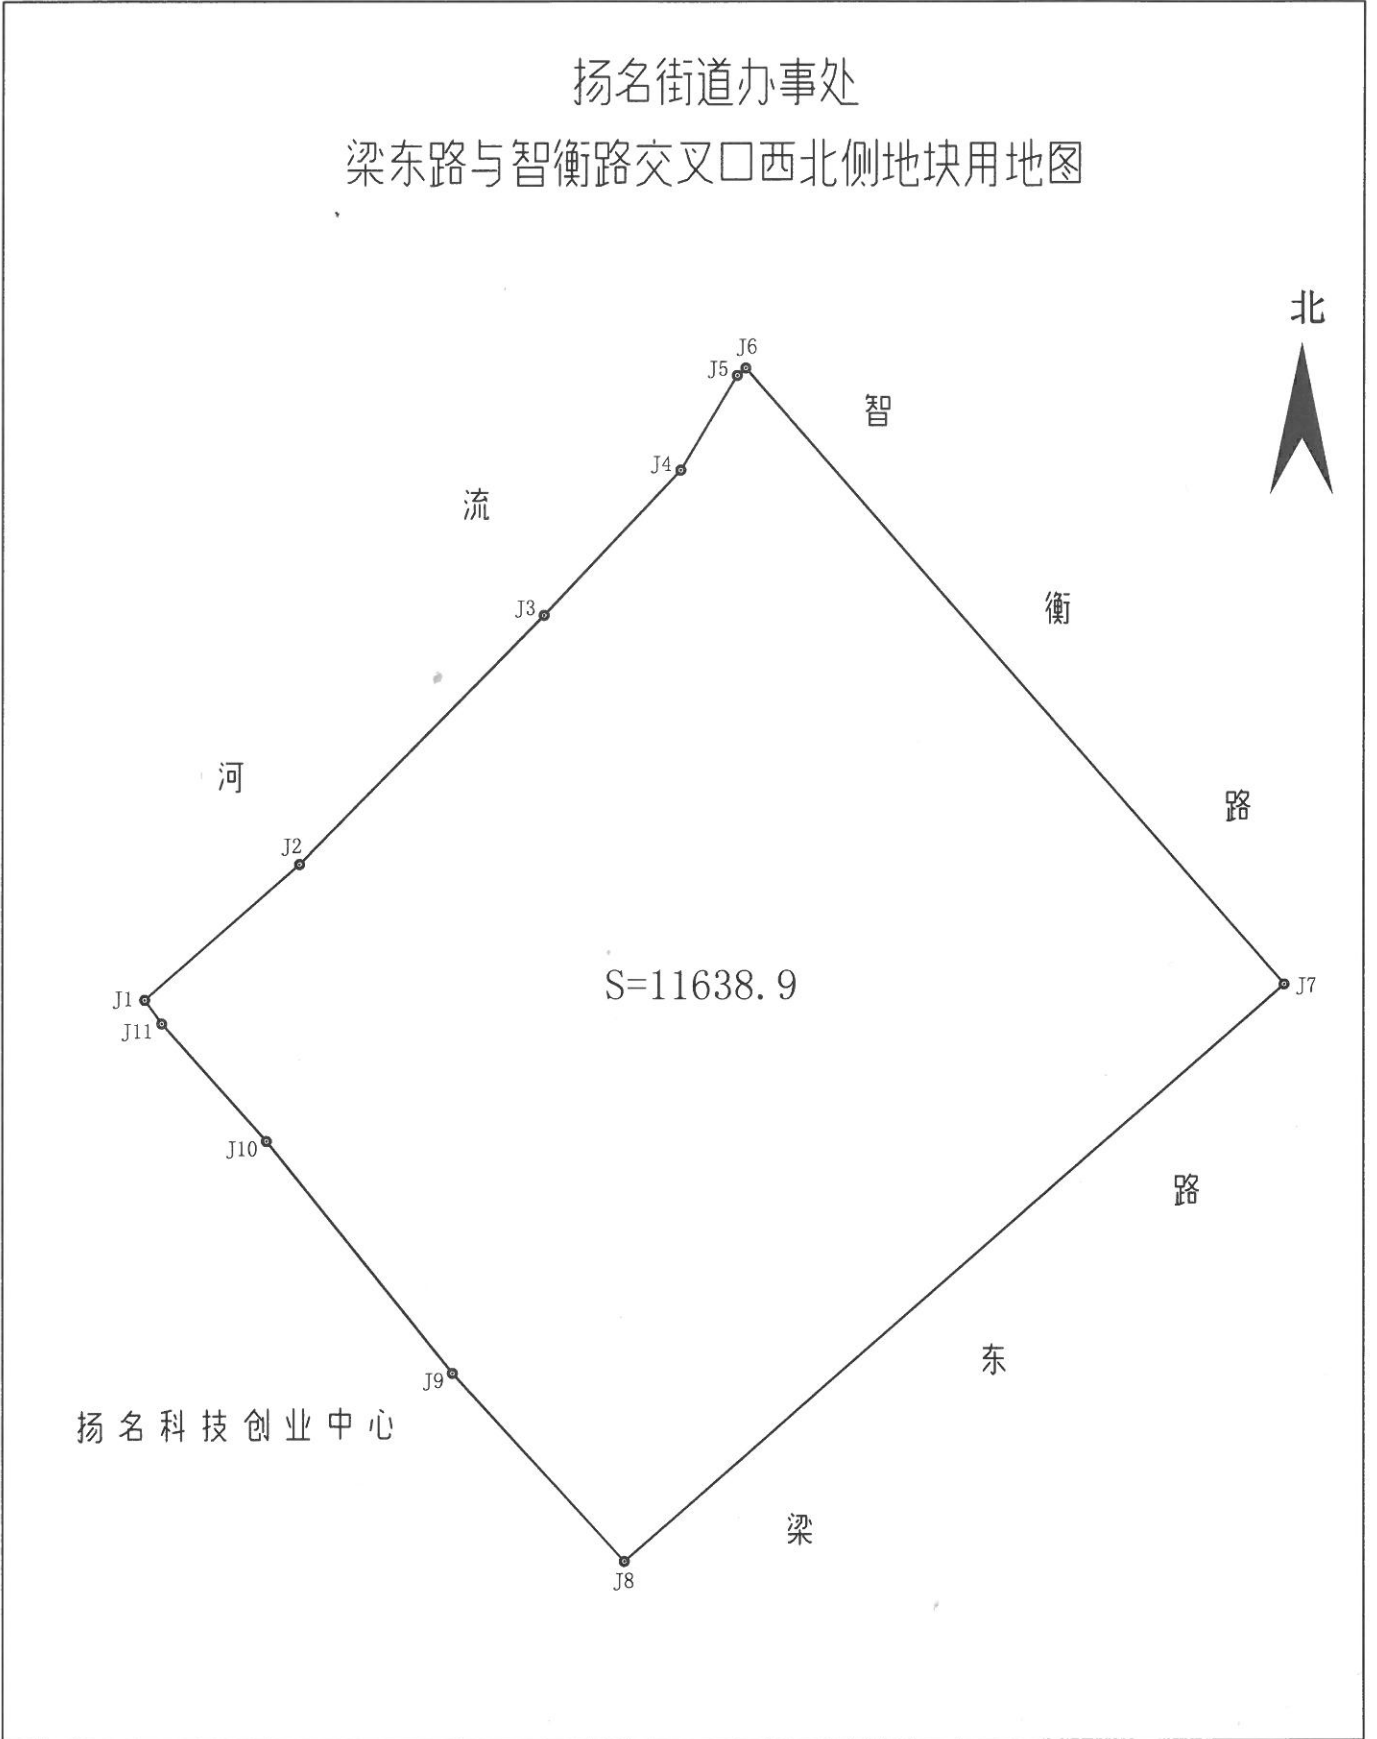 扬名街道办事处
梁东路与智衡路交叉口西北侧地块用地图
北
J6
J5
智
J4
流
衡
J3
河
路
J2
S=11638.9
J7
J1
J11
J10
路
东
J9
扬名科技创业中心
梁
J8